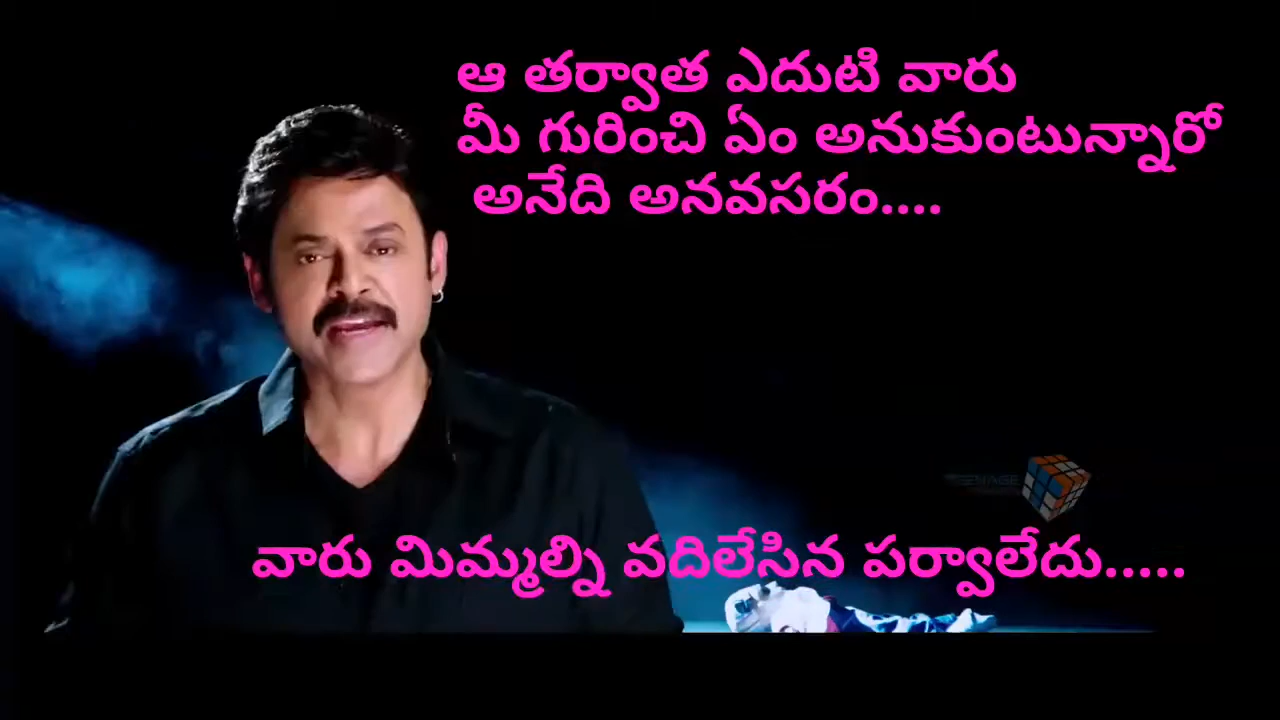 ఆ తర్వాత ఎదుటి వారు
మీ గురించి ఏం అనుకుంటున్నారో
అనేది అనవసరం....
వారు మిమ్మల్ని వదిలేసిన పర్వాలేదు.....